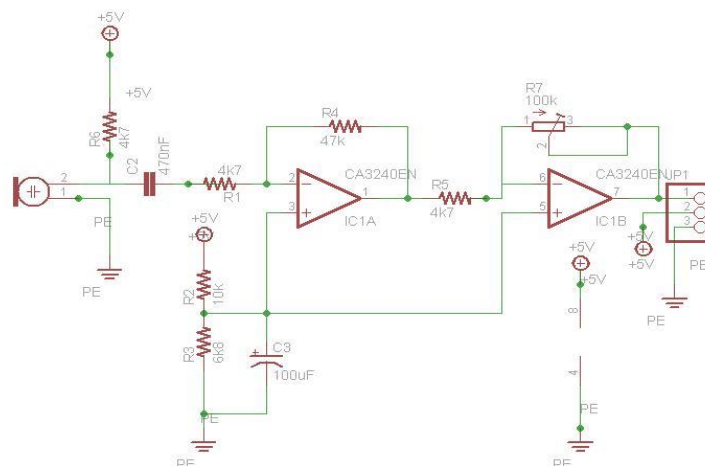 +5V
+5V
R6
4k7
C2
470nF
2
1
PE
PE
4k7
R1
R4
47k
2
3
1
CA3240EN
IC1A
R5
4k7
R7
100k
1
3
2
CA3240EN
6
5
7
IC1B
JP1
1
2
3
+5V
+5V
PE
PE
+5V
+
R2
10K
R3
6k8
+
C3
100uF
PE
PE
+5V
+5V
8
4
PE
PE